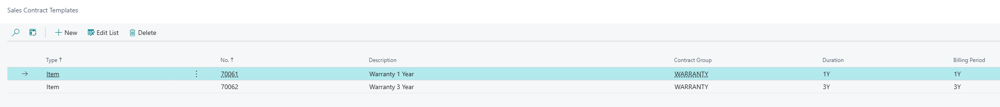 Sales Contract Templates
New Edit List Delete
Type ↑ No. ↑ Description Contract Group Duration Billing Period
Item 70061 Warranty 1 Year WARRANTY 1Y 1Y
Item 70062 Warranty 3 Year WARRANTY 3Y 3Y